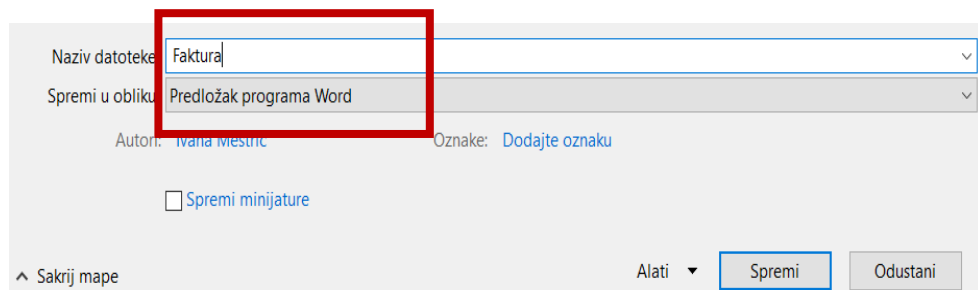 Naziv datoteke Faktura
Spremi u obliku Predložak programa Word
Autori: Ivana Mestric Oznake: Dodajte oznaku
Spremi minijature
Sakrij mape Alati Spremi Odustani